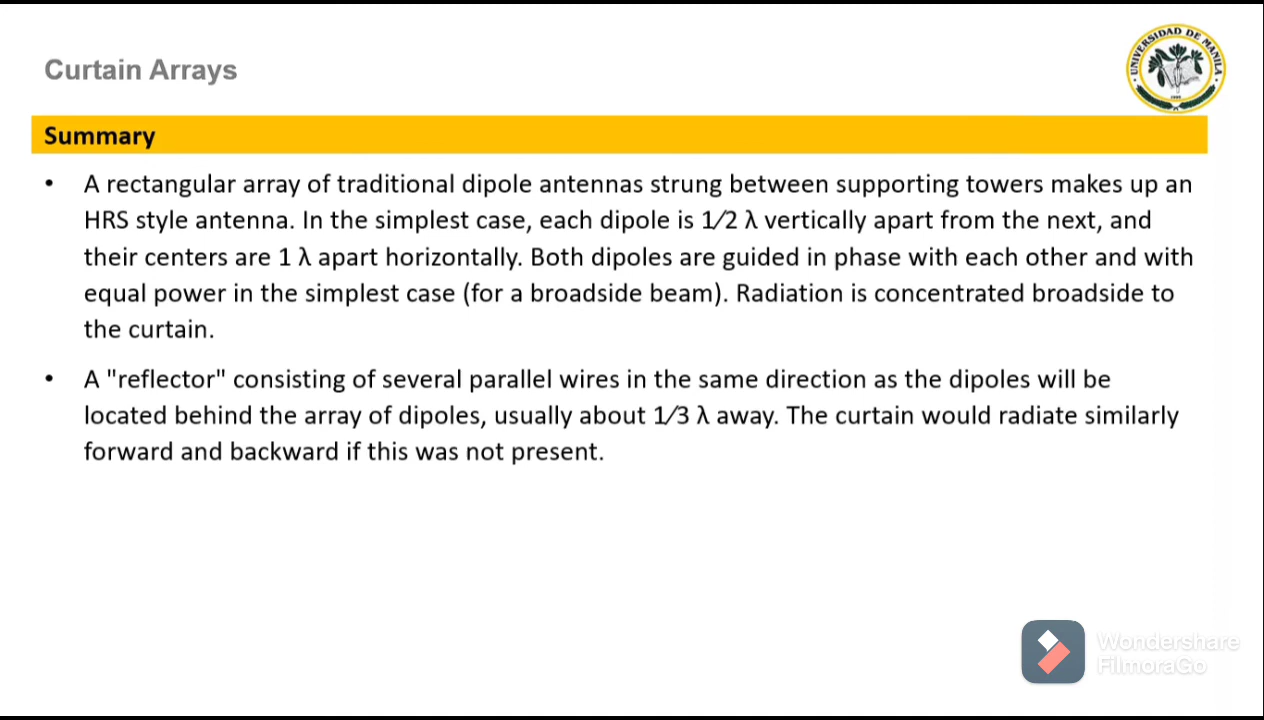 Curtain Arrays
UNIVERSIDAD DE MANILA
Summary
• A rectangular array of traditional dipole antennas strung between supporting towers makes up an
HRS style antenna. In the simplest case, each dipole is 1/2 λ vertically apart from the next, and
their centers are 1 λ apart horizontally. Both dipoles are guided in phase with each other and with
equal power in the simplest case (for a broadside beam). Radiation is concentrated broadside to
the curtain.
• A "reflector" consisting of several parallel wires in the same direction as the dipoles will be
located behind the array of dipoles, usually about 1/3 λ away. The curtain would radiate similarly
forward and backward if this was not present.
Wondershare
FilmoraGo